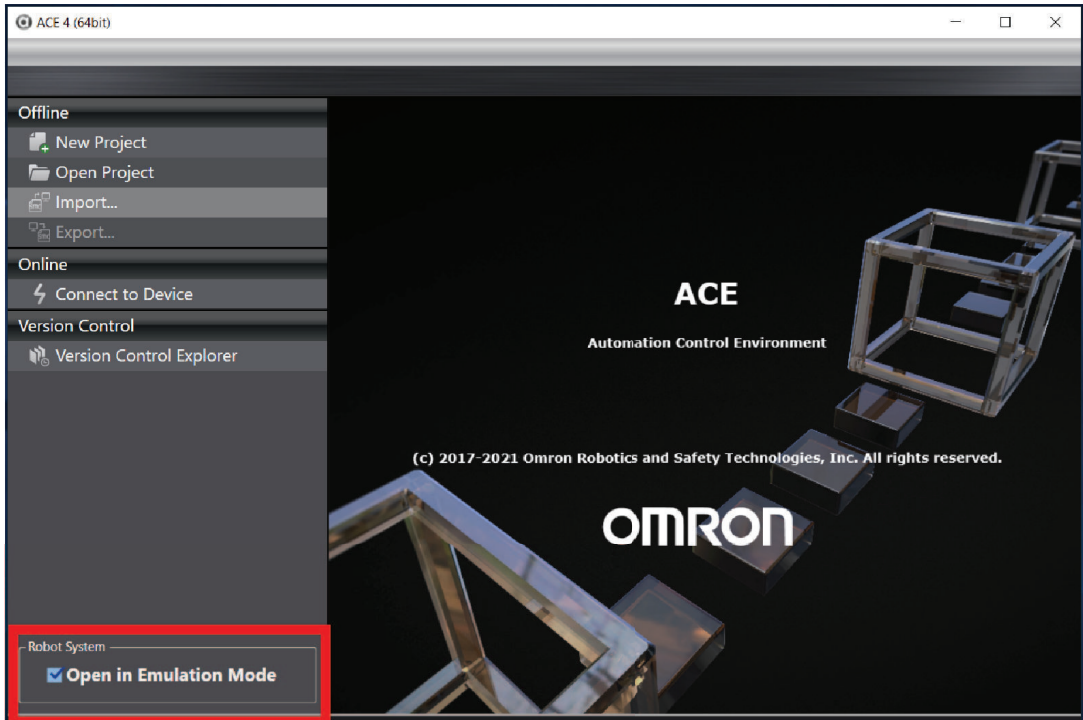 ACE 4 (64bit)
Offline
New Project
Open Project
Import...
Export...
Online
Connect to Device
Version Control
Version Control Explorer
ACE
Automation Control Environment
(c) 2017-2021 Omron Robotics and Safety Technologies, Inc. All rights reserved.
OMRON
Robot System
Open in Emulation Mode